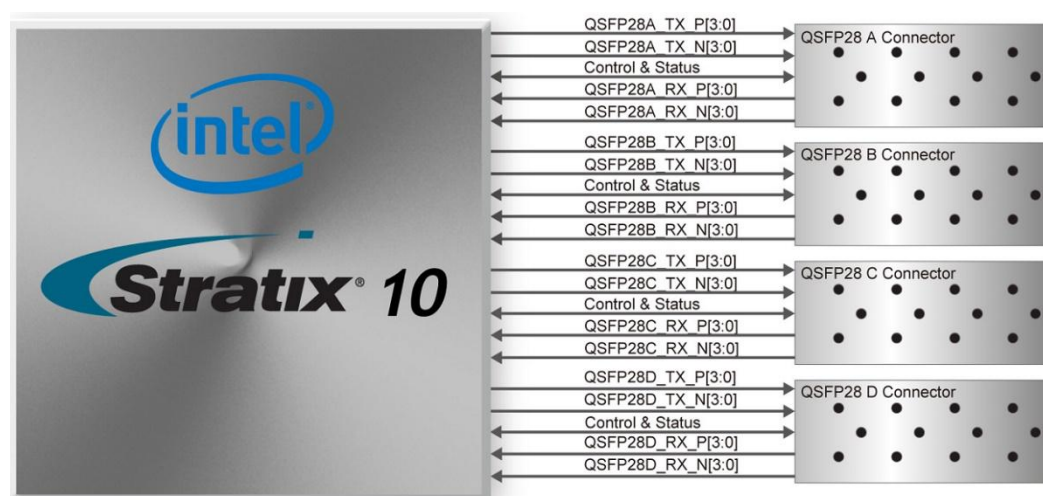 intel®
Stratix® 10
QSFP28A_TX_P[3:0]
QSFP28A_TX_N[3:0]
Control & Status
QSFP28A_RX_P[3:0]
QSFP28A_RX_N[3:0]
QSFP28 A Connector
QSFP28B_TX_P[3:0]
QSFP28B_TX_N[3:0]
Control & Status
QSFP28B_RX_P[3:0]
QSFP28B_RX_N[3:0]
QSFP28 B Connector
QSFP28C_TX_P[3:0]
QSFP28C_TX_N[3:0]
Control & Status
QSFP28C_RX_P[3:0]
QSFP28C_RX_N[3:0]
QSFP28 C Connector
QSFP28D_TX_P[3:0]
QSFP28D_TX_N[3:0]
Control & Status
QSFP28D_RX_P[3:0]
QSFP28D_RX_N[3:0]
QSFP28 D Connector